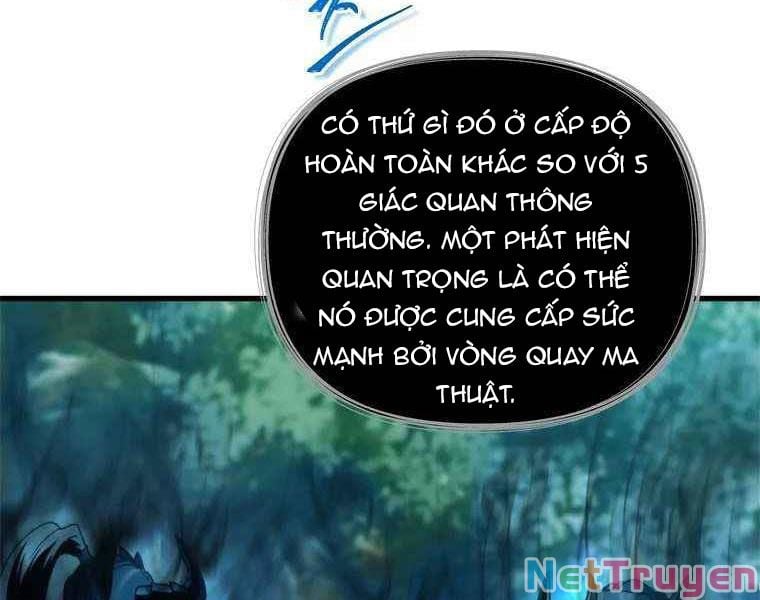 CÓ THỨ GÌ ĐÓ Ở CẤP ĐỘ
HOÀN TOÀN KHÁC SO VỚI 5
GIÁC QUAN THÔNG
THƯỜNG. MỘT PHÁT HIỆN
QUAN TRỌNG LÀ CÓ THỂ
NÓ ĐƯỢC CUNG CẤP SỨC
MẠNH BỞI VÒNG QUAY MA
THUẬT.
NetTruyen